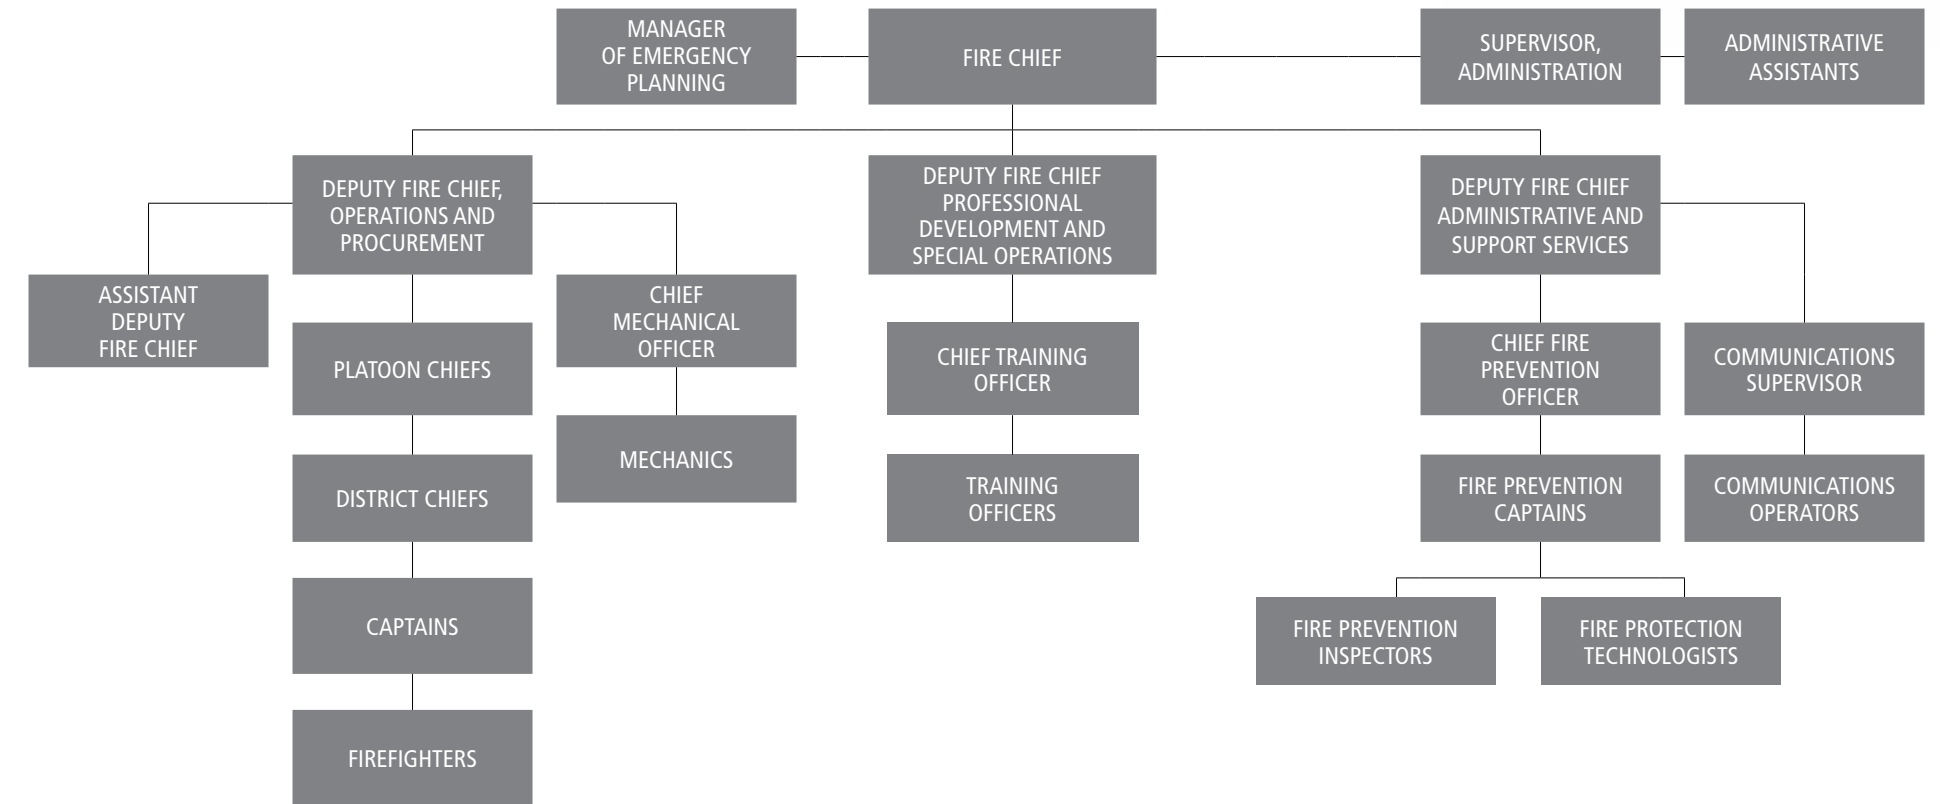 MANAGER
OF EMERGENCY
PLANNING
FIRE CHIEF
SUPERVISOR,
ADMINISTRATION
ADMINISTRATIVE
ASSISTANTS
DEPUTY FIRE CHIEF,
OPERATIONS AND
PROCUREMENT
DEPUTY FIRE CHIEF
PROFESSIONAL
DEVELOPMENT AND
SPECIAL OPERATIONS
DEPUTY FIRE CHIEF
ADMINISTRATIVE AND
SUPPORT SERVICES
ASSISTANT
DEPUTY
FIRE CHIEF
PLATOON CHIEFS
CHIEF
MECHANICAL
OFFICER
CHIEF TRAINING
OFFICER
CHIEF FIRE
PREVENTION
OFFICER
COMMUNICATIONS
SUPERVISOR
MECHANICS
DISTRICT CHIEFS
TRAINING
OFFICERS
FIRE PREVENTION
CAPTAINS
COMMUNICATIONS
OPERATORS
CAPTAINS
FIRE PREVENTION
INSPECTORS
FIRE PROTECTION
TECHNOLOGISTS
FIREFIGHTERS